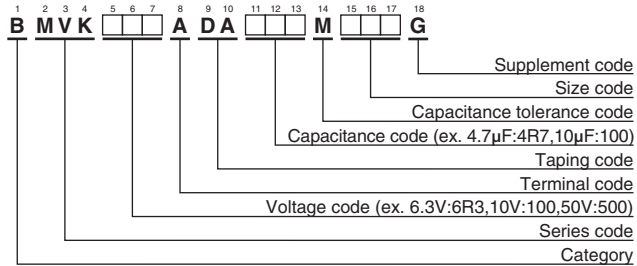 1 2 3 4 5 6 7 8 9 10 11 12 13 14 15 16 17 18
B M V K A D A M G
Supplement code
Size code
Capacitance tolerance code
Capacitance code (ex. 4.7μF:4R7,10μF:100)
Taping code
Terminal code
Voltage code (ex. 6.3V:6R3,10V:100,50V:500)
Series code
Category